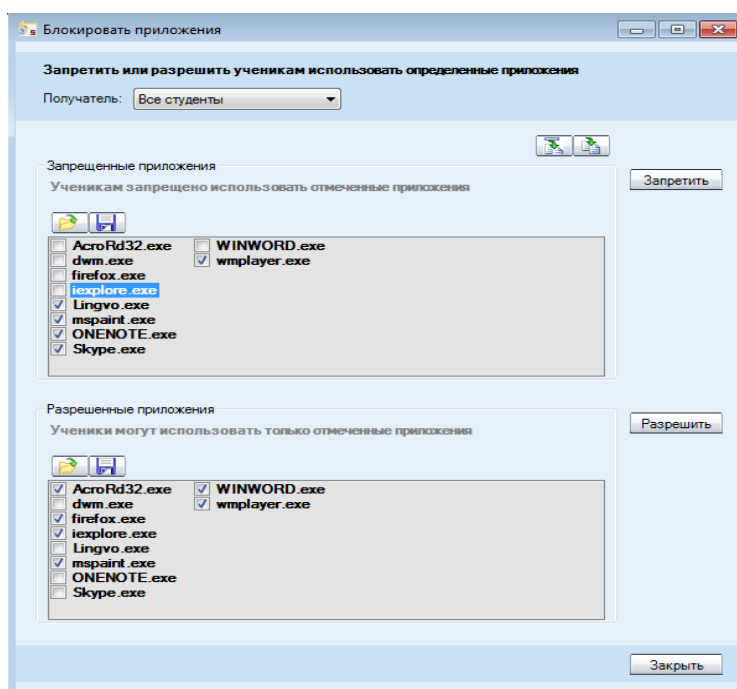 Блокировать приложения
Запретить или разрешить ученикам использовать определенные приложения
Получатель: Все студенты
Запрещенные приложения
Ученикам запрещено использовать отмеченные приложения
Запретить
AcroRd32.exe WINWORD.exe
dwm.exe wmplayer.exe
firefox.exe
iexplore.exe
Lingvo.exe
mspaint.exe
ONENOTE.exe
Skype.exe
Разрешенные приложения
Ученики могут использовать только отмеченные приложения
Разрешить
AcroRd32.exe WINWORD.exe
dwm.exe wmplayer.exe
firefox.exe
iexplore.exe
Lingvo.exe
mspaint.exe
ONENOTE.exe
Skype.exe
Закрыть